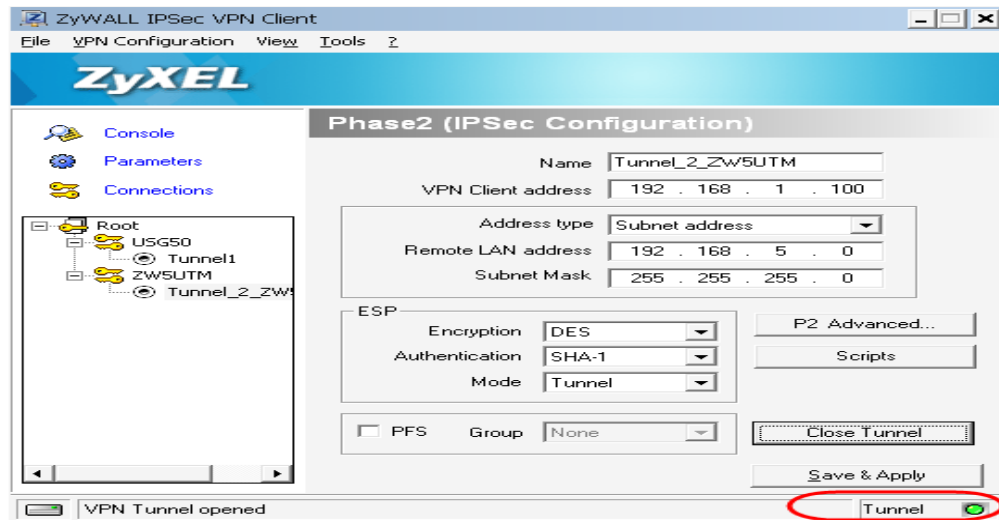 ZyWALL IPSec VPN Client
File VPN Configuration View Tools ?
ZyXEL
Console
Parameters
Connections
Root
USG50
Tunnel1
ZW5UTM
Tunnel_2_ZW5
Phase2 (IPSec Configuration)
Name Tunnel_2_ZW5UTM
VPN Client address 192 . 168 . 1 . 100
Address type Subnet address
Remote LAN address 192 . 168 . 5 . 0
Subnet Mask 255 . 255 . 255 . 0
ESP
Encryption DES
Authentication SHA-1
Mode Tunnel
P2 Advanced...
Scripts
PFS Group None
Close Tunnel
Save & Apply
VPN Tunnel opened
Tunnel